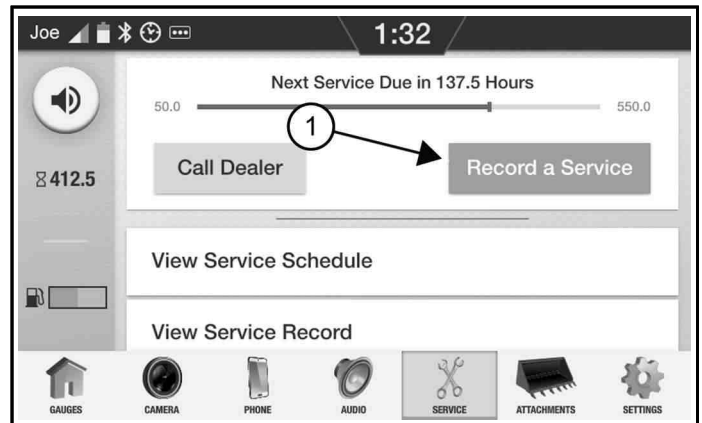 Joe 1:32
Next Service Due in 137.5 Hours
50.0 550.0
1
Call Dealer Record a Service
412.5
View Service Schedule
View Service Record
GAUGES CAMERA PHONE AUDIO SERVICE ATTACHMENTS SETTINGS